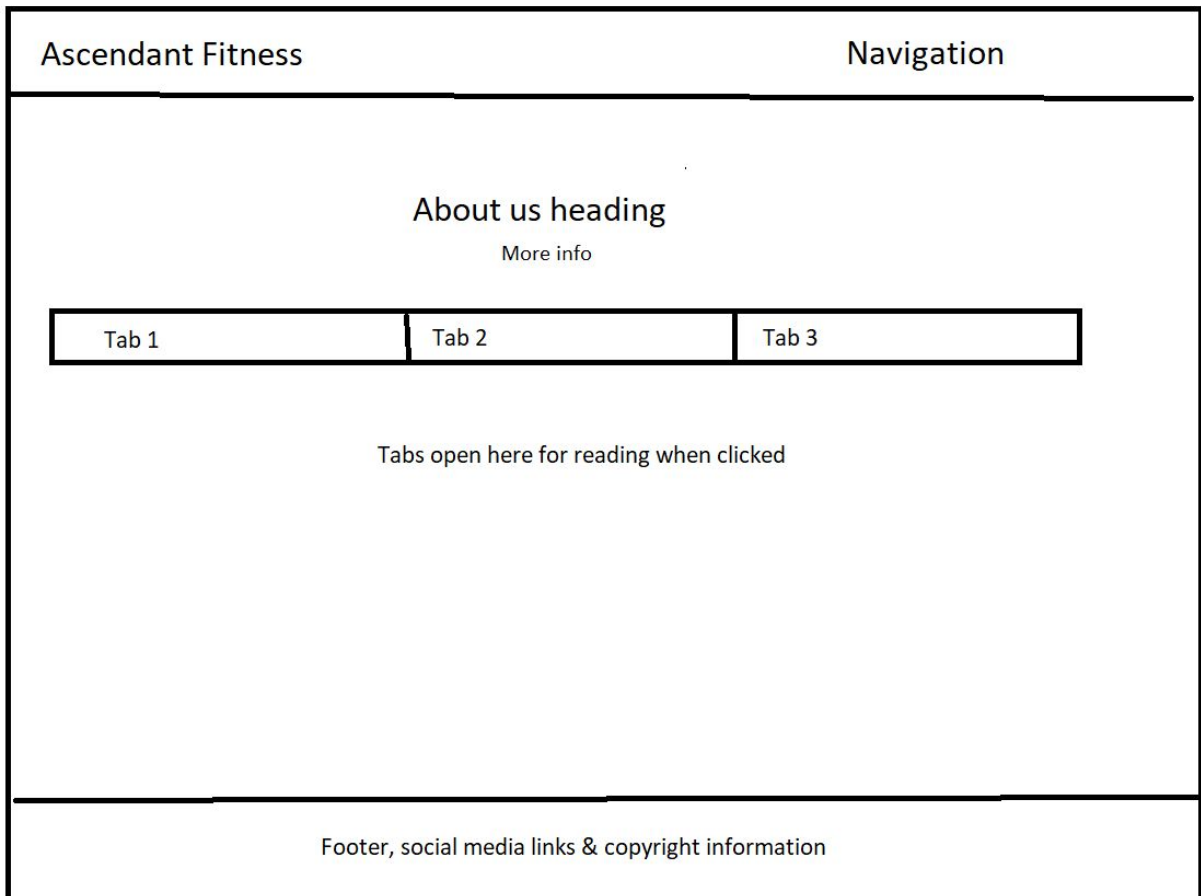 Ascendant Fitness
Navigation
About us heading
More info
Tab 1
Tab 2
Tab 3
Tabs open here for reading when clicked
Footer, social media links & copyright information